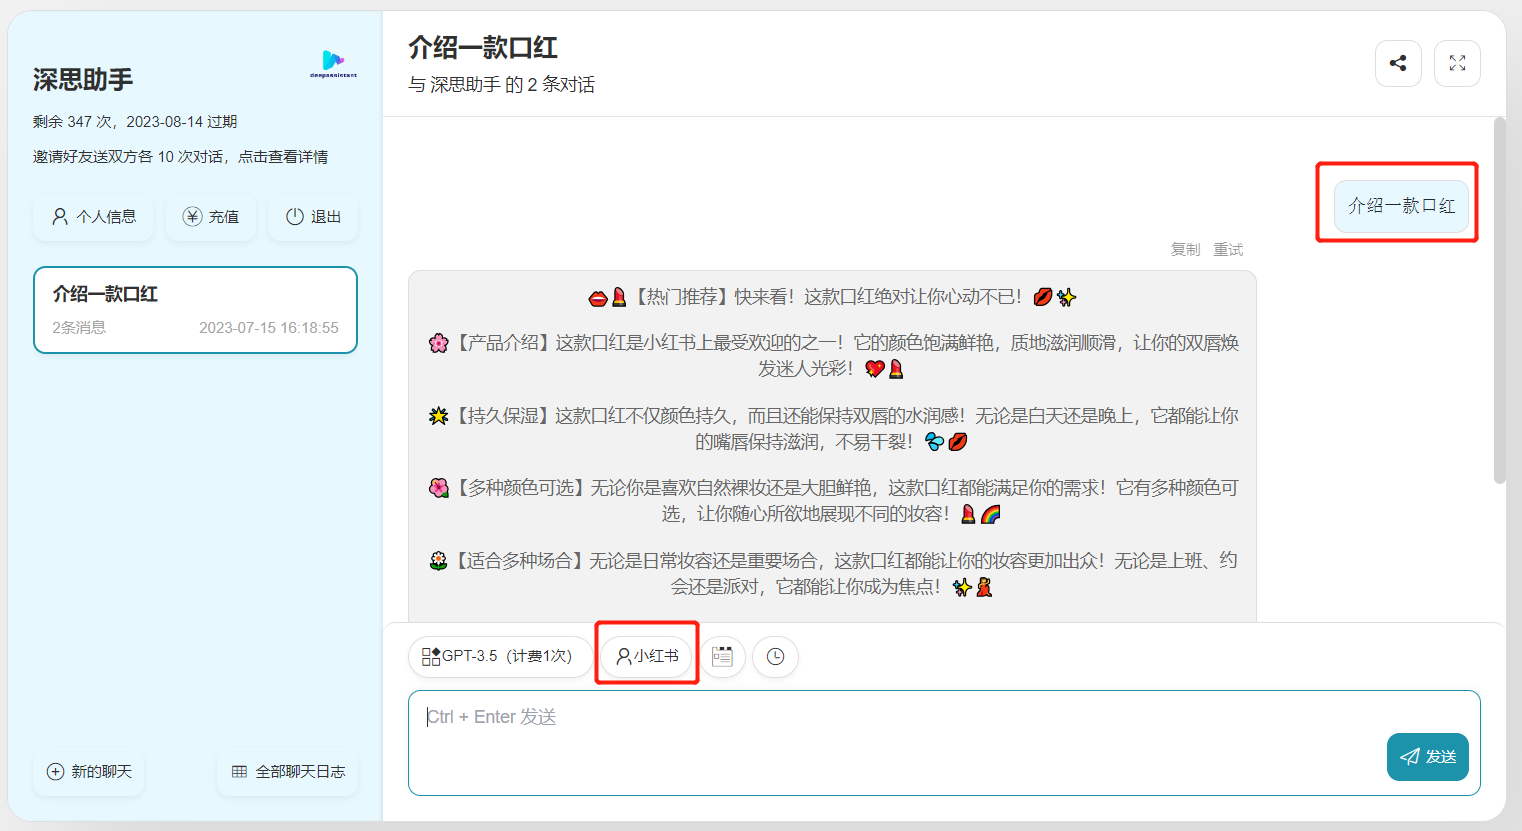 深思助手
deepassistant
剩余 347 次，2023-08-14 过期
邀请好友送双方各 10 次对话，点击查看详情
个人信息
充值
退出
介绍一款口红
2条消息
2023-07-15 16:18:55
新的聊天
全部聊天日志
介绍一款口红
与 深思助手 的 2 条对话
介绍一款口红
复制 重试
👄💄【热门推荐】快来看！这款口红绝对让你心动不已！💋✨
🌸【产品介绍】这款口红是小红书上最受欢迎的之一！它的颜色饱满鲜艳，质地滋润顺滑，让你的双唇焕
发迷人光彩！💖💄
🌟【持久保湿】这款口红不仅颜色持久，而且还能保持双唇的水润感！无论是白天还是晚上，它都能让你
的嘴唇保持滋润，不易干裂！💦💋
🌺【多种颜色可选】无论你是喜欢自然裸妆还是大胆鲜艳，这款口红都能满足你的需求！它有多种颜色可
选，让你随心所欲地展现不同的妆容！💄🌈
🌼【适合多种场合】无论是日常妆容还是重要场合，这款口红都能让你的妆容更加出众！无论是上班、约
会还是派对，它都能让你成为焦点！✨💃
GPT-3.5（计费1次）
小红书
Ctrl + Enter 发送
发送